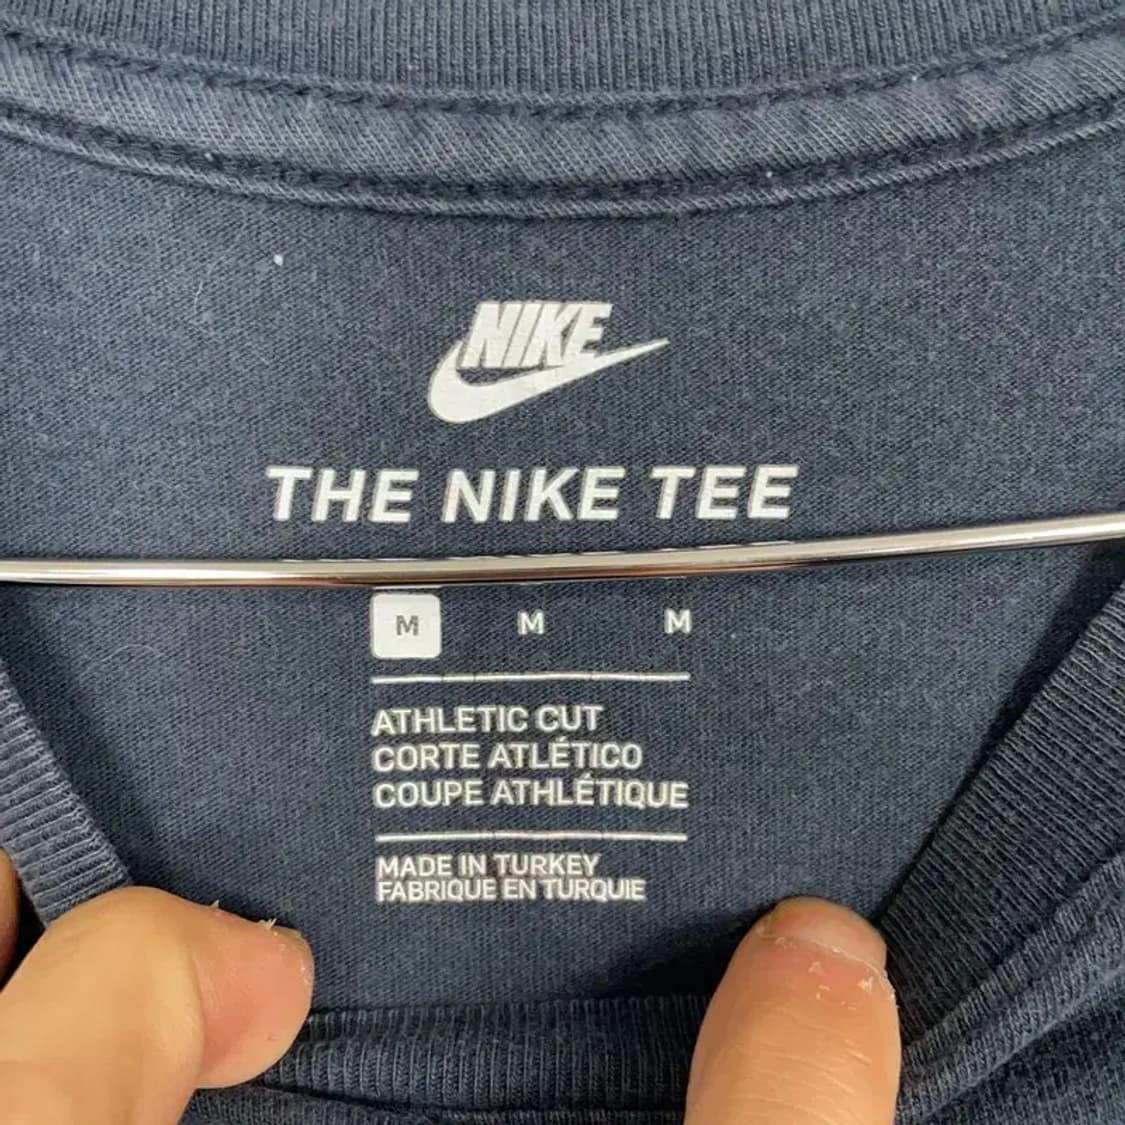 NIKE
THE NIKE TEE
M M M
ATHLETIC CUT
CORTE ATLÉTICO
COUPE ATHLÉTIQUE
MADE IN TURKEY
FABRIQUE EN TURQUIE